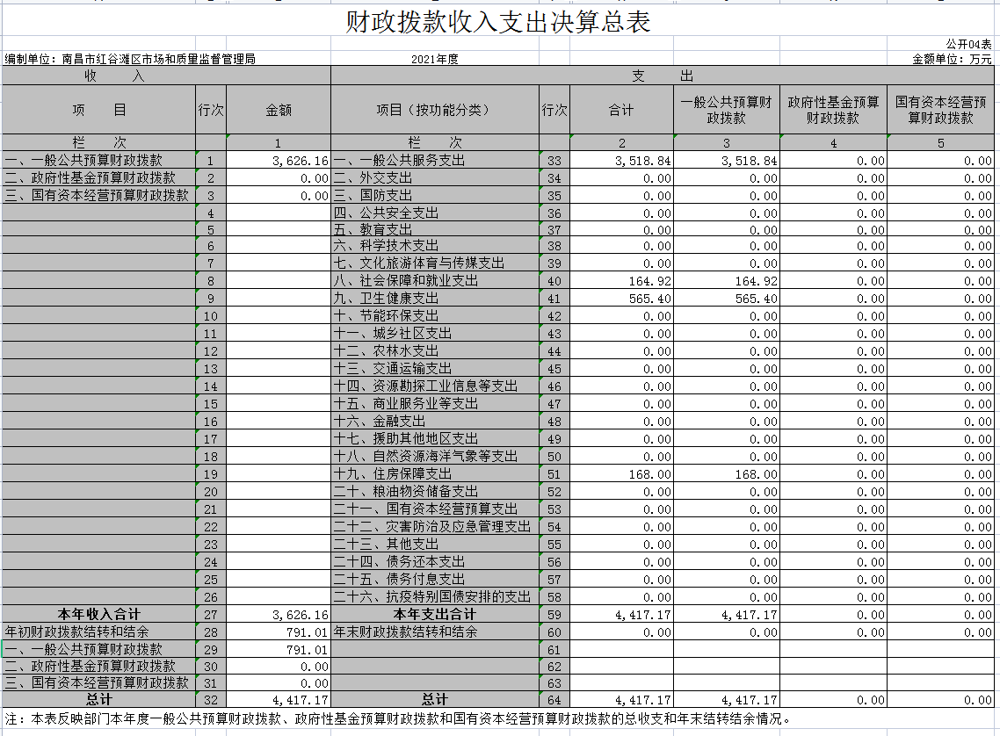 财政拨款收入支出决算总表
公开04表
编制单位：南昌市红谷滩区市场和质量监督管理局 2021年度 金额单位：万元
收 入 支 出
项 目 行次 金额 项目（按功能分类） 行次 合计 一般公共预算财政拨款 政府性基金预算财政拨款 国有资本经营预算财政拨款
栏 次 1 栏 次 2 3 4 5
一、一般公共预算财政拨款 1 3,626.16 一、一般公共服务支出 33 3,518.84 3,518.84 0.00 0.00
二、政府性基金预算财政拨款 2 0.00 二、外交支出 34 0.00 0.00 0.00 0.00
三、国有资本经营预算财政拨款 3 0.00 三、国防支出 35 0.00 0.00 0.00 0.00
4 四、公共安全支出 36 0.00 0.00 0.00 0.00
5 五、教育支出 37 0.00 0.00 0.00 0.00
6 六、科学技术支出 38 0.00 0.00 0.00 0.00
7 七、文化旅游体育与传媒支出 39 0.00 0.00 0.00 0.00
8 八、社会保障和就业支出 40 164.92 164.92 0.00 0.00
9 九、卫生健康支出 41 565.40 565.40 0.00 0.00
10 十、节能环保支出 42 0.00 0.00 0.00 0.00
11 十一、城乡社区支出 43 0.00 0.00 0.00 0.00
12 十二、农林水支出 44 0.00 0.00 0.00 0.00
13 十三、交通运输支出 45 0.00 0.00 0.00 0.00
14 十四、资源勘探工业信息等支出 46 0.00 0.00 0.00 0.00
15 十五、商业服务业等支出 47 0.00 0.00 0.00 0.00
16 十六、金融支出 48 0.00 0.00 0.00 0.00
17 十七、援助其他地区支出 49 0.00 0.00 0.00 0.00
18 十八、自然资源海洋气象等支出 50 0.00 0.00 0.00 0.00
19 十九、住房保障支出 51 168.00 168.00 0.00 0.00
20 二十、粮油物资储备支出 52 0.00 0.00 0.00 0.00
21 二十一、国有资本经营预算支出 53 0.00 0.00 0.00 0.00
22 二十二、灾害防治及应急管理支出 54 0.00 0.00 0.00 0.00
23 二十三、其他支出 55 0.00 0.00 0.00 0.00
24 二十四、债务还本支出 56 0.00 0.00 0.00 0.00
25 二十五、债务付息支出 57 0.00 0.00 0.00 0.00
26 二十六、抗疫特别国债安排的支出 58 0.00 0.00 0.00 0.00
本年收入合计 27 3,626.16 本年支出合计 59 4,417.17 4,417.17 0.00 0.00
年初财政拨款结转和结余 28 791.01 年末财政拨款结转和结余 60 0.00 0.00 0.00 0.00
一、一般公共预算财政拨款 29 791.01 61
二、政府性基金预算财政拨款 30 0.00 62
三、国有资本经营预算财政拨款 31 0.00 63
总计 32 4,417.17 总计 64 4,417.17 4,417.17 0.00 0.00
注：本表反映部门本年度一般公共预算财政拨款、政府性基金预算财政拨款和国有资本经营预算财政拨款的总收支和年末结转结余情况。